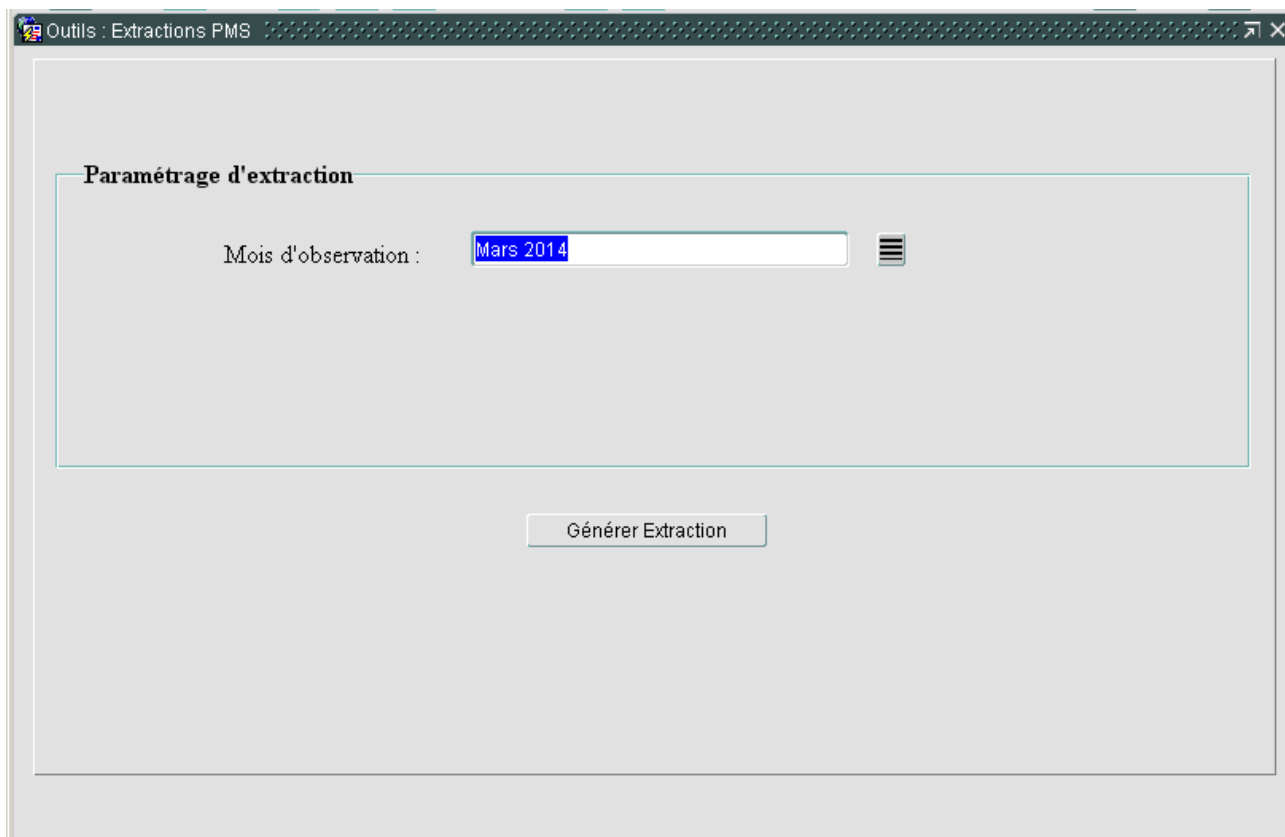 Outils : Extractions PMS
Paramétrage d'extraction
Mois d'observation : Mars 2014
Générer Extraction